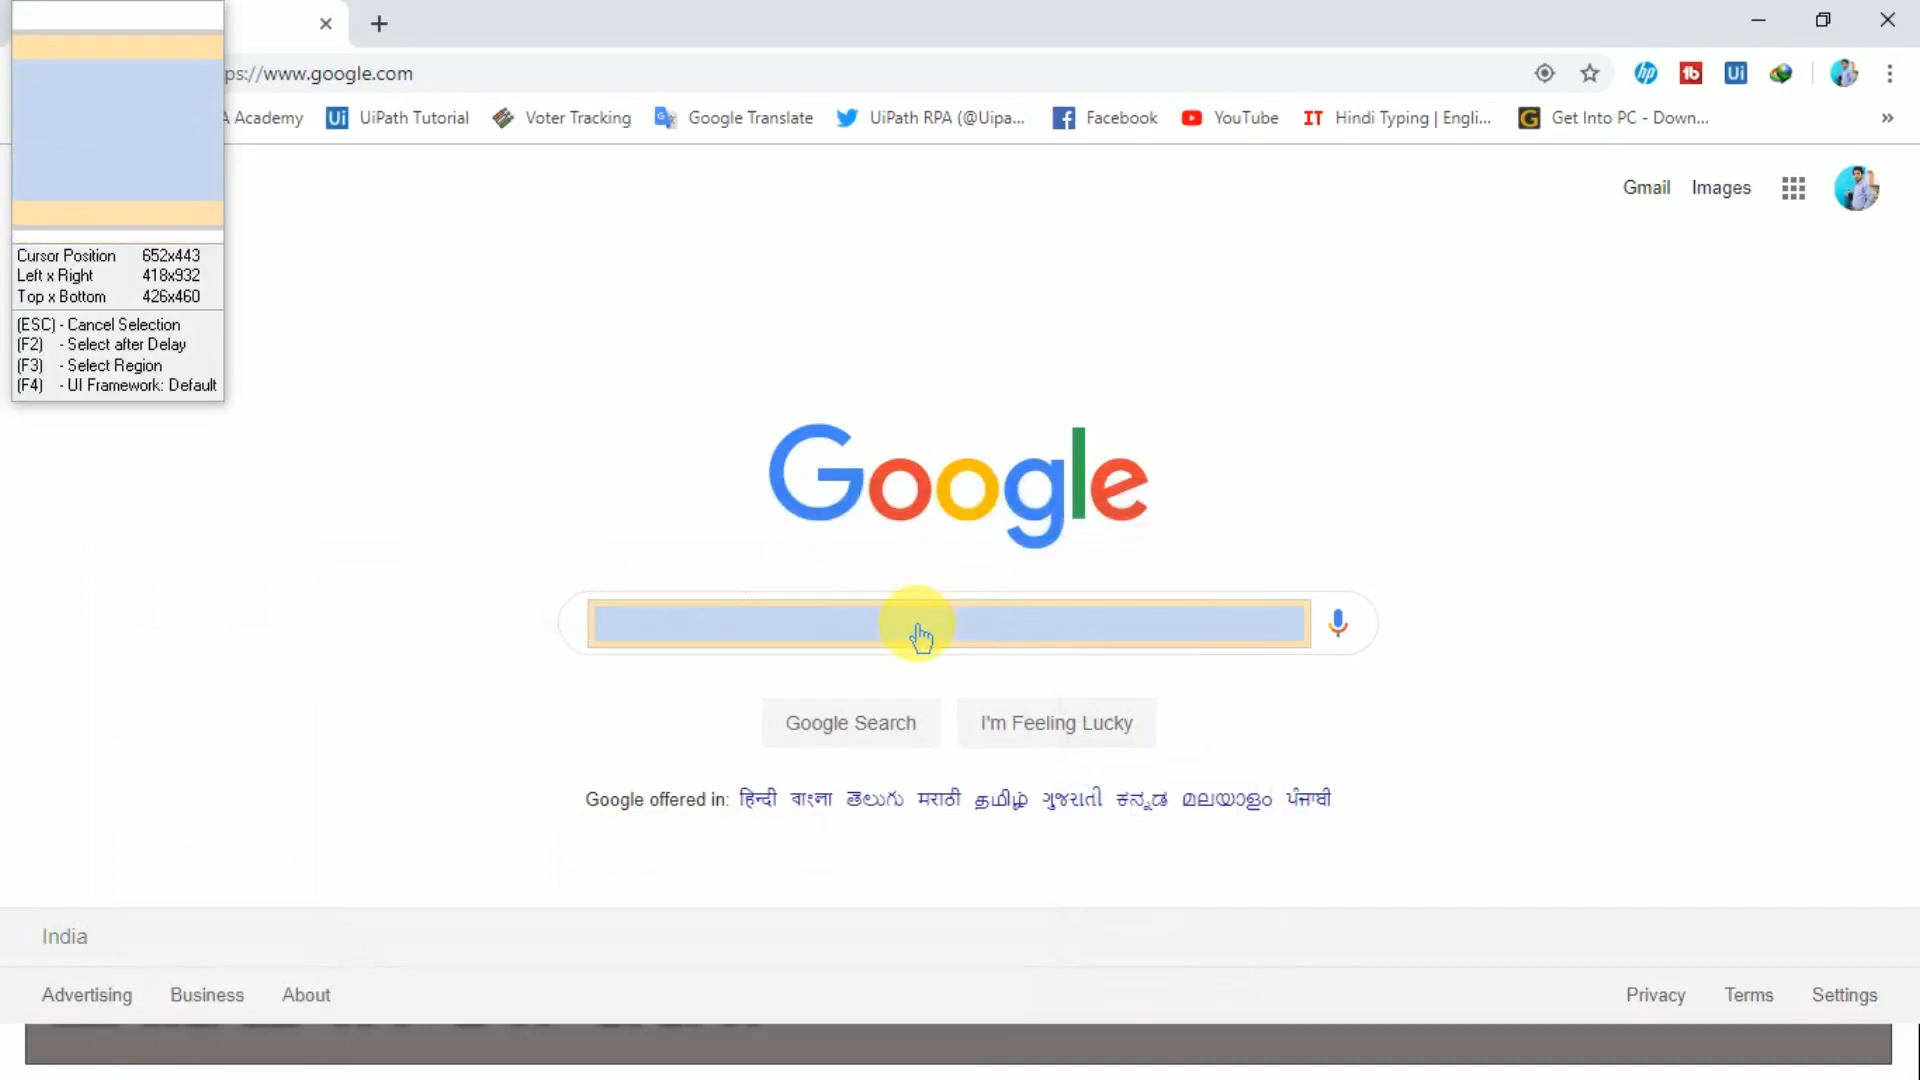 ps://www.google.com
A Academy UiPath Tutorial Voter Tracking Google Translate UiPath RPA (@Uipa... Facebook YouTube Hindi Typing | Engli... Get Into PC - Down... »
Gmail Images
Cursor Position 652x443
Left x Right 418x932
Top x Bottom 426x460
(ESC) - Cancel Selection
(F2) - Select after Delay
(F3) - Select Region
(F4) - UI Framework: Default
Google
Google Search I'm Feeling Lucky
Google offered in: हिन्दी বাংলা తెలుగు मराठी தமிழ் ગુજરાતી ಕನ್ನಡ മലയാളം ਪੰਜਾਬੀ
India
Advertising Business About Privacy Terms Settings